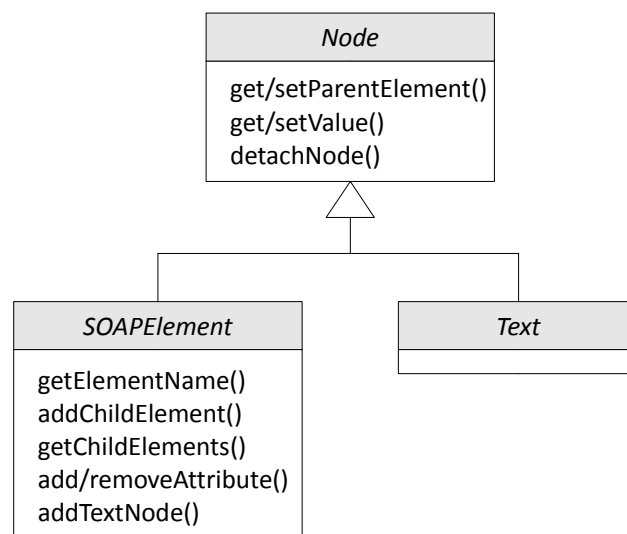 Node
get/setParentElement()
get/setValue()
detachNode()
SOAPElement
getElementName()
addChildElement()
getChildElements()
add/removeAttribute()
addTextNode()
Text